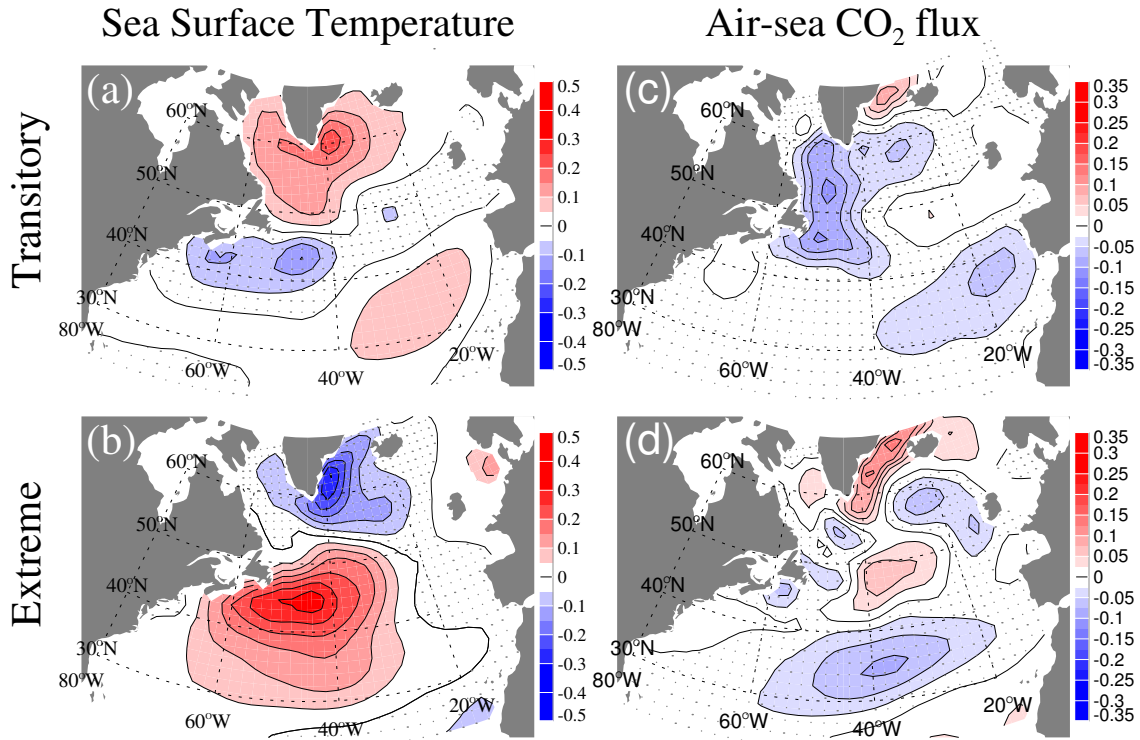 Sea Surface Temperature
Air-sea CO₂ flux
Transitory
(a)
60°N
50°N
40°N
30°N
80°W
60°W
40°W
20°W
0.5
0.4
0.3
0.2
0.1
0
-0.1
-0.2
-0.3
-0.4
-0.5
(c)
60°N
50°N
40°N
30°N
80°W
60°W
40°W
20°W
0.35
0.3
0.25
0.2
0.15
0.1
0.05
0
-0.05
-0.1
-0.15
-0.2
-0.25
-0.3
-0.35
Extreme
(b)
60°N
50°N
40°N
30°N
80°W
60°W
40°W
20°W
0.5
0.4
0.3
0.2
0.1
0
-0.1
-0.2
-0.3
-0.4
-0.5
(d)
60°N
50°N
40°N
30°N
80°W
60°W
40°W
20°W
0.35
0.3
0.25
0.2
0.15
0.1
0.05
0
-0.05
-0.1
-0.15
-0.2
-0.25
-0.3
-0.35